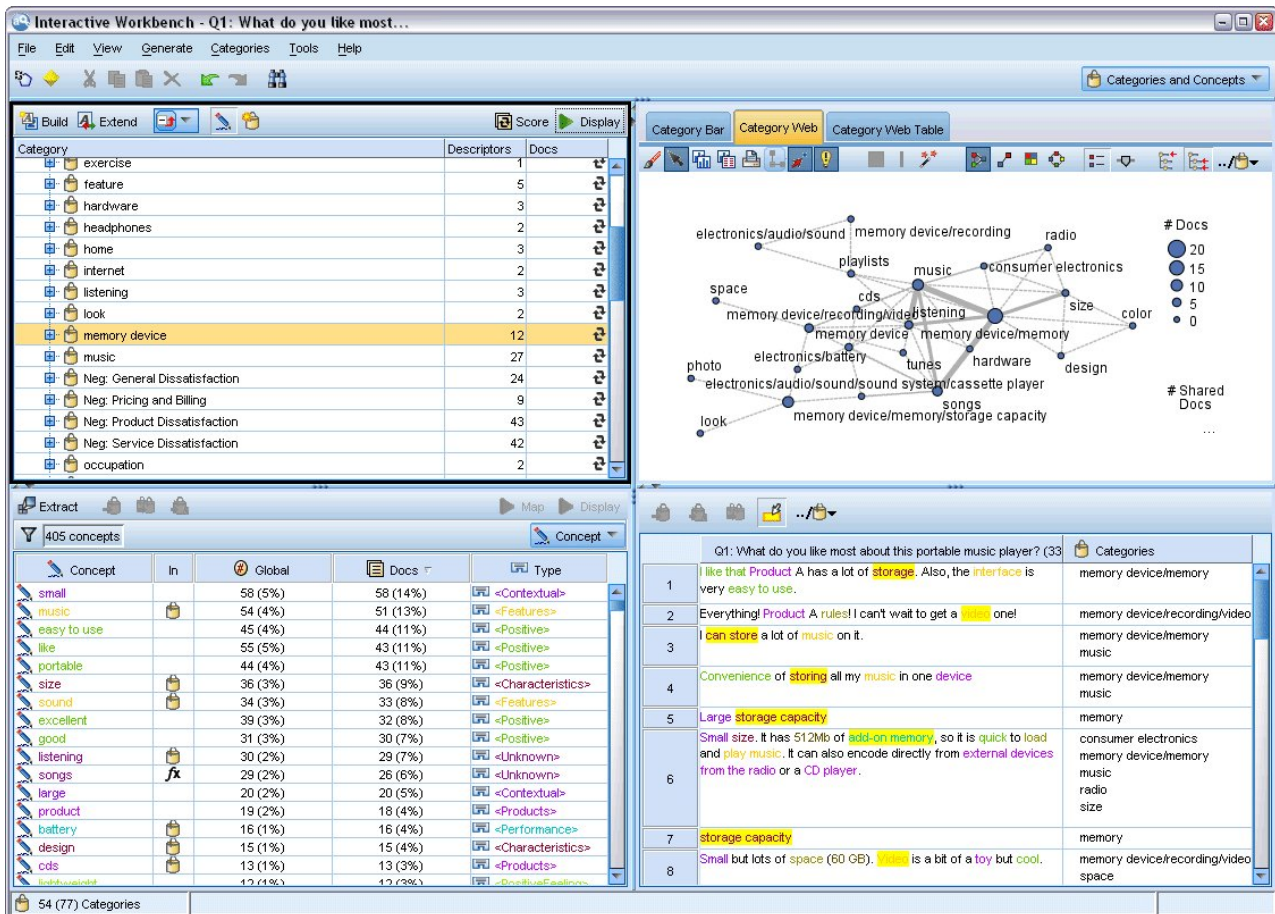 Interactive Workbench - Q1: What do you like most...
File Edit View Generate Categories Tools Help
Categories and Concepts
Build Extend Score Display
Category Descriptors Docs
exercise 1
feature 5
hardware 3
headphones 2
home 3
internet 2
listening 3
look 2
memory device 12
music 27
Neg: General Dissatisfaction 24
Neg: Pricing and Billing 9
Neg: Product Dissatisfaction 43
Neg: Service Dissatisfaction 42
occupation 2
Category Bar Category Web Category Web Table
../
electronics/audio/sound memory device/recording radio
playlists music consumer electronics
space cds size
memory device/recording/video listening color
memory device memory device/memory
electronics/battery tunes hardware design
photo
electronics/audio/sound/sound system/cassette player
songs
memory device/memory/storage capacity
look
# Docs
20
15
10
5
0
# Shared
Docs
...
Extract Map Display
405 concepts Concept
Concept In Global Docs Type
small 58 (5%) 58 (14%) <Contextual>
music 54 (4%) 51 (13%) <Features>
easy to use 45 (4%) 44 (11%) <Positive>
like 55 (5%) 43 (11%) <Positive>
portable 44 (4%) 43 (11%) <Positive>
size 36 (3%) 36 (9%) <Characteristics>
sound 34 (3%) 33 (8%) <Features>
excellent 39 (3%) 32 (8%) <Positive>
good 31 (3%) 30 (7%) <Positive>
listening 30 (2%) 29 (7%) <Unknown>
songs fx 29 (2%) 26 (6%) <Unknown>
large 20 (2%) 20 (5%) <Contextual>
product 19 (2%) 18 (4%) <Products>
battery 16 (1%) 16 (4%) <Performance>
design 15 (1%) 15 (4%) <Characteristics>
cds 13 (1%) 13 (3%) <Products>
lightweight 12 (1%) 12 (3%) <PositiveFeeling>
../
Q1: What do you like most about this portable music player? (33 Categories
1 I like that Product A has a lot of storage. Also, the interface is memory device/memory
very easy to use.
2 Everything! Product A rules! I can't wait to get a video one! memory device/recording/video
3 I can store a lot of music on it. memory device/memory
music
4 Convenience of storing all my music in one device memory device/memory
music
5 Large storage capacity memory
6 Small size. It has 512Mb of add-on memory, so it is quick to load consumer electronics
and play music. It can also encode directly from external devices memory device/memory
from the radio or a CD player. music
radio
size
7 storage capacity memory
8 Small but lots of space (60 GB). Video is a bit of a toy but cool. memory device/recording/video
space
54 (77) Categories